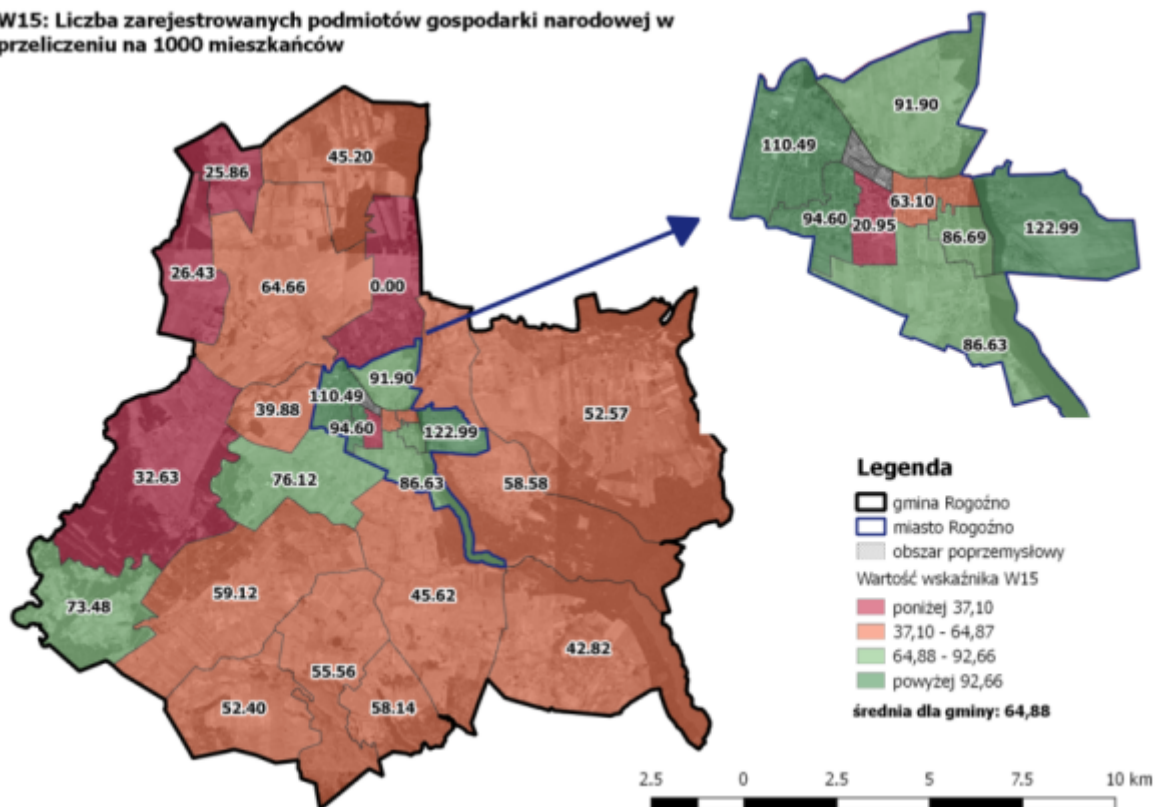 W15: Liczba zarejestrowanych podmiotów gospodarki narodowej w
przeliczeniu na 1000 mieszkańców
91.90
110.49
63.10
94.60
20.95
86.69
122.99
86.63
45.20
25.86
26.43
64.66
0.00
91.90
110.49
39.88
94.60
122.99
52.57
32.63
76.12
86.63
58.58
73.48
59.12
45.62
55.56
42.82
52.40
58.14
Legenda
gmina Rogoźno
miasto Rogoźno
obszar poprzemysłowy
Wartość wskaźnika W15
poniżej 37,10
37,10 - 64,87
64,88 - 92,66
powyżej 92,66
średnia dla gminy: 64,88
2.5 0 2.5 5 7.5 10 km